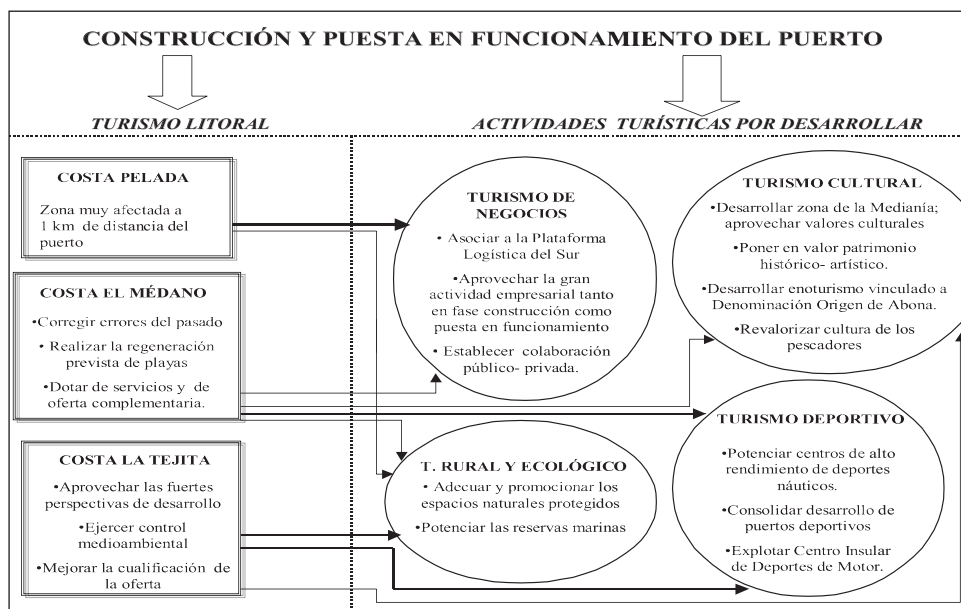 CONSTRUCCIÓN Y PUESTA EN FUNCIONAMIENTO DEL PUERTO
TURISMO LITORAL
ACTIVIDADES TURÍSTICAS POR DESARROLLAR
COSTA PELADA
Zona muy afectada a
1 km de distancia del
puerto
COSTA EL MÉDANO
•Corregir errores del pasado
• Realizar la regeneración
prevista de playas
• Dotar de servicios y de
oferta complementaria.
COSTA LA TEJITA
•Aprovechar las fuertes
perspectivas de desarrollo
•Ejercer control
medioambiental
•Mejorar la cualificación de
la oferta
TURISMO DE
NEGOCIOS
• Asociar a la Plataforma
Logística del Sur
•Aprovechar la gran
actividad empresarial tanto
en fase construcción como
puesta en funcionamiento
• Establecer colaboración
público- privada.
T. RURAL Y ECOLÓGICO
• Adecuar y promocionar los
espacios naturales protegidos
•Potenciar las reservas marinas
TURISMO CULTURAL
•Desarrollar zona de la Medianía;
aprovechar valores culturales
•Poner en valor patrimonio
histórico- artístico.
•Desarrollar enoturismo vinculado a
Denominación Origen de Abona.
•Revalorizar cultura de los
pescadores
TURISMO DEPORTIVO
•Potenciar centros de alto
rendimiento de deportes
náuticos.
•Consolidar desarrollo de
puertos deportivos
•Explotar Centro Insular
de Deportes de Motor.